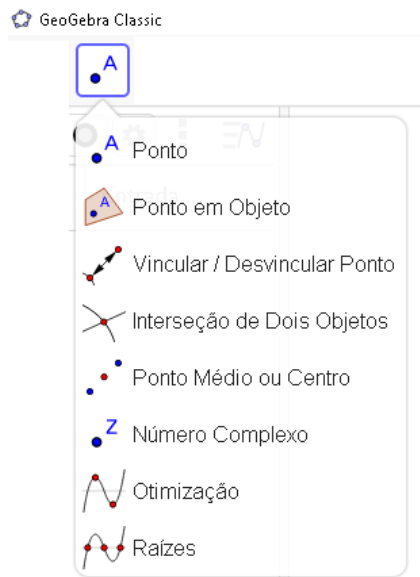 GeoGebra Classic
A
A Ponto
Entrada
A Ponto em Objeto
Vincular / Desvincular Ponto
Interseção de Dois Objetos
Ponto Médio ou Centro
z Número Complexo
Otimização
Raízes